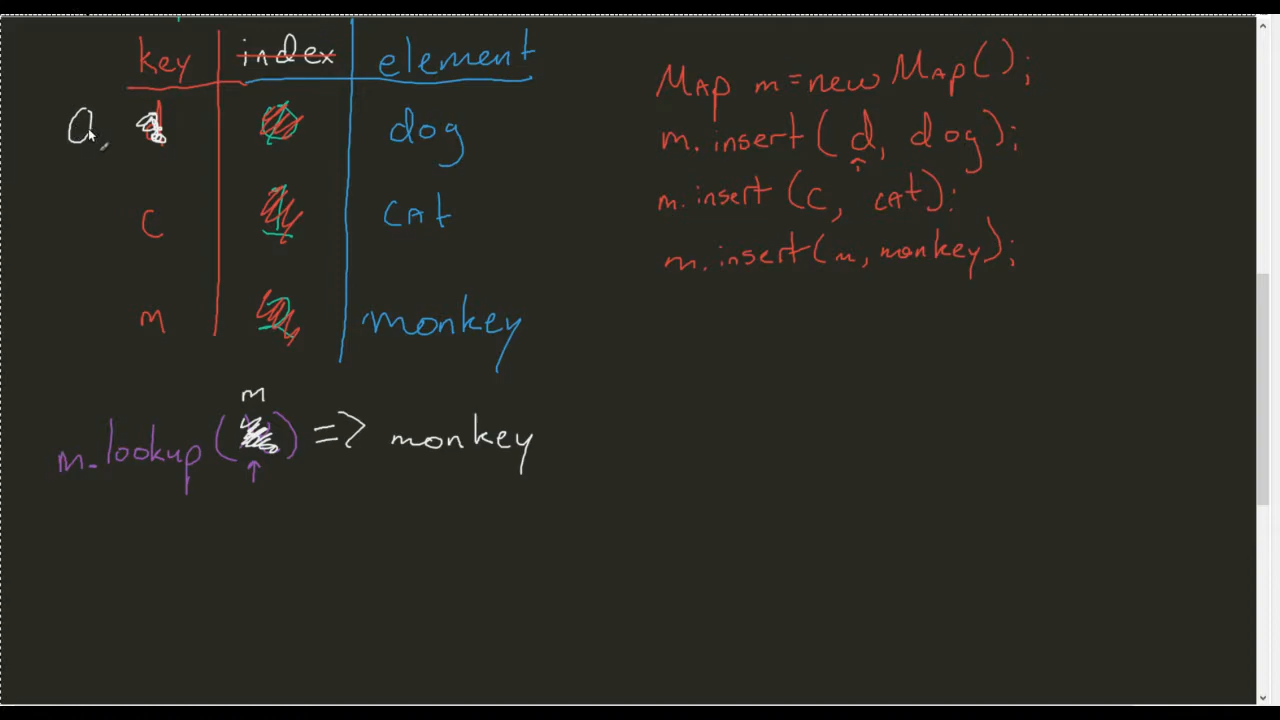 key index element
a dog
c cat
m monkey
m
m.lookup( ) => monkey
Map m = new Map();
m.insert(d, dog);
m.insert(c, cat);
m.insert(m, monkey);